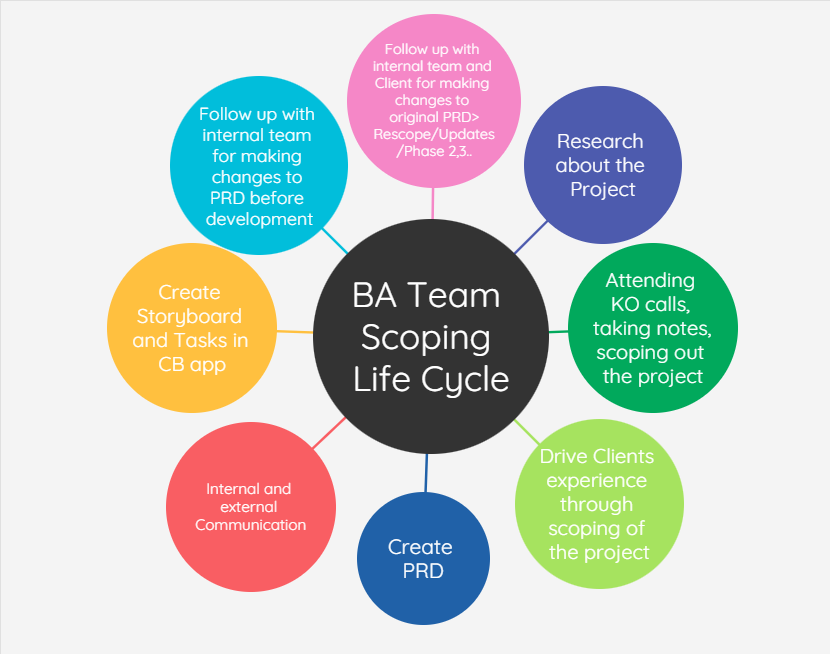 Follow up with
internal team and
Client for making
changes to
original PRD>
Rescope/Updates
/Phase 2,3..
Research
about the
Project
Attending
KO calls,
taking notes,
scoping out
the project
Drive Clients
experience
through
scoping of
the project
Create
PRD
Internal and
external
Communication
Create
Storyboard
and Tasks in
CB app
Follow up with
internal team
for making
changes to
PRD before
development
BA Team
Scoping
Life Cycle